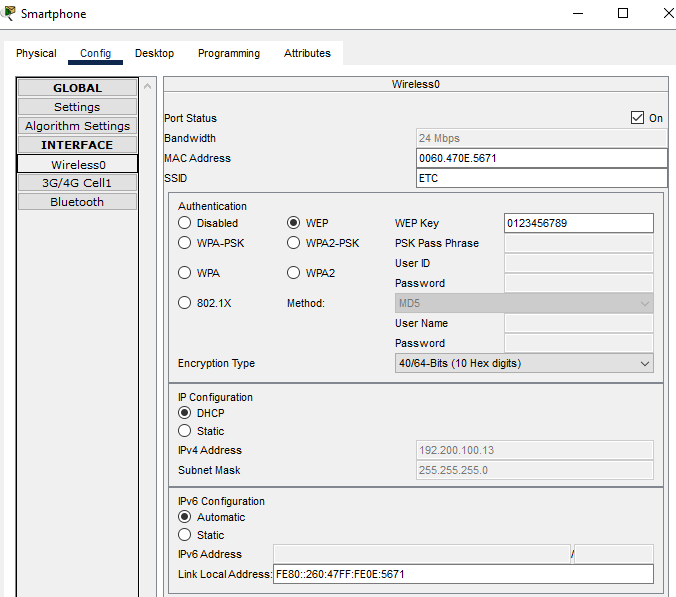 Smartphone
Physical Config Desktop Programming Attributes
GLOBAL
Settings
Algorithm Settings
INTERFACE
Wireless0
3G/4G Cell1
Bluetooth
Wireless0
Port Status On
Bandwidth 24 Mbps
MAC Address 0060.470E.5671
SSID ETC
Authentication
Disabled WEP WEP Key 0123456789
WPA-PSK WPA2-PSK PSK Pass Phrase
User ID
WPA WPA2
Password
802.1X Method: MD5
User Name
Password
Encryption Type 40/64-Bits (10 Hex digits)
IP Configuration
DHCP
Static
IPv4 Address 192.200.100.13
Subnet Mask 255.255.255.0
IPv6 Configuration
Automatic
Static
IPv6 Address /
Link Local Address: FE80::260:47FF:FE0E:5671